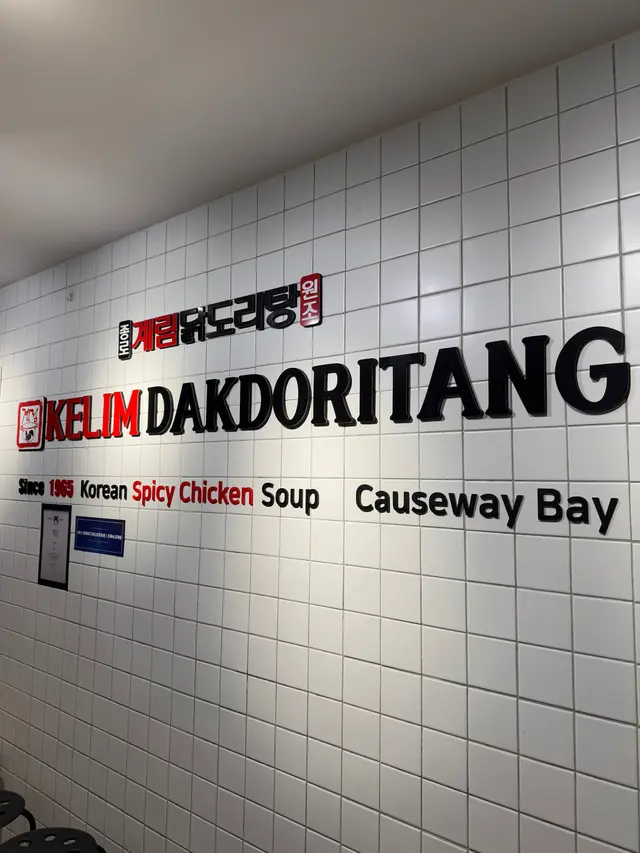 계림닭도리탕 원조
KELIM DAKDORITANG
Since 1965 Korean Spicy Chicken Soup Causeway Bay